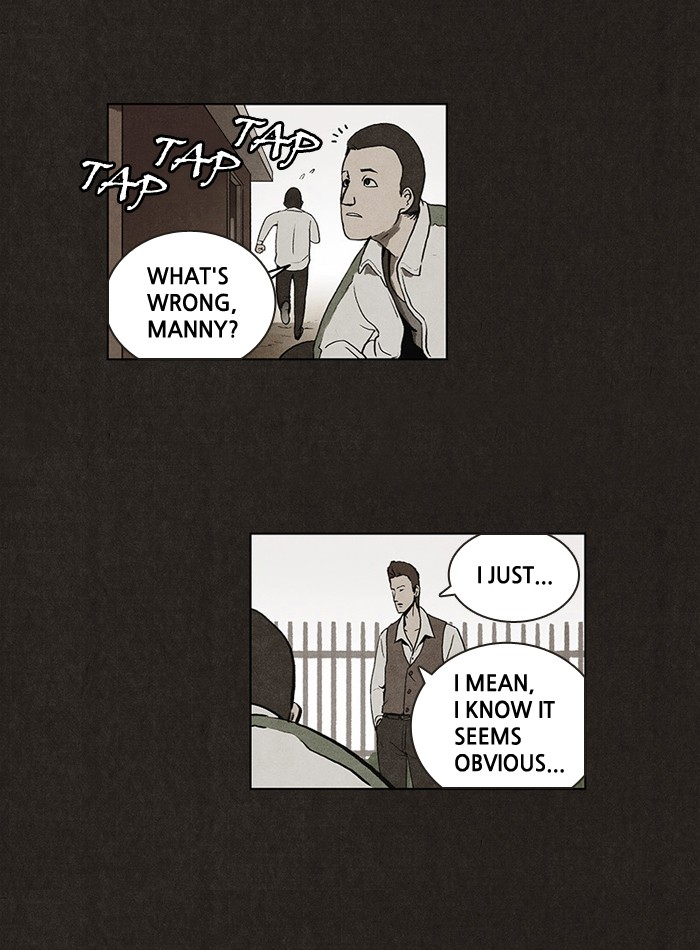 TAP
TAP
TAP
WHAT'S
WRONG,
MANNY?
I JUST...
I MEAN,
I KNOW IT
SEEMS
OBVIOUS...